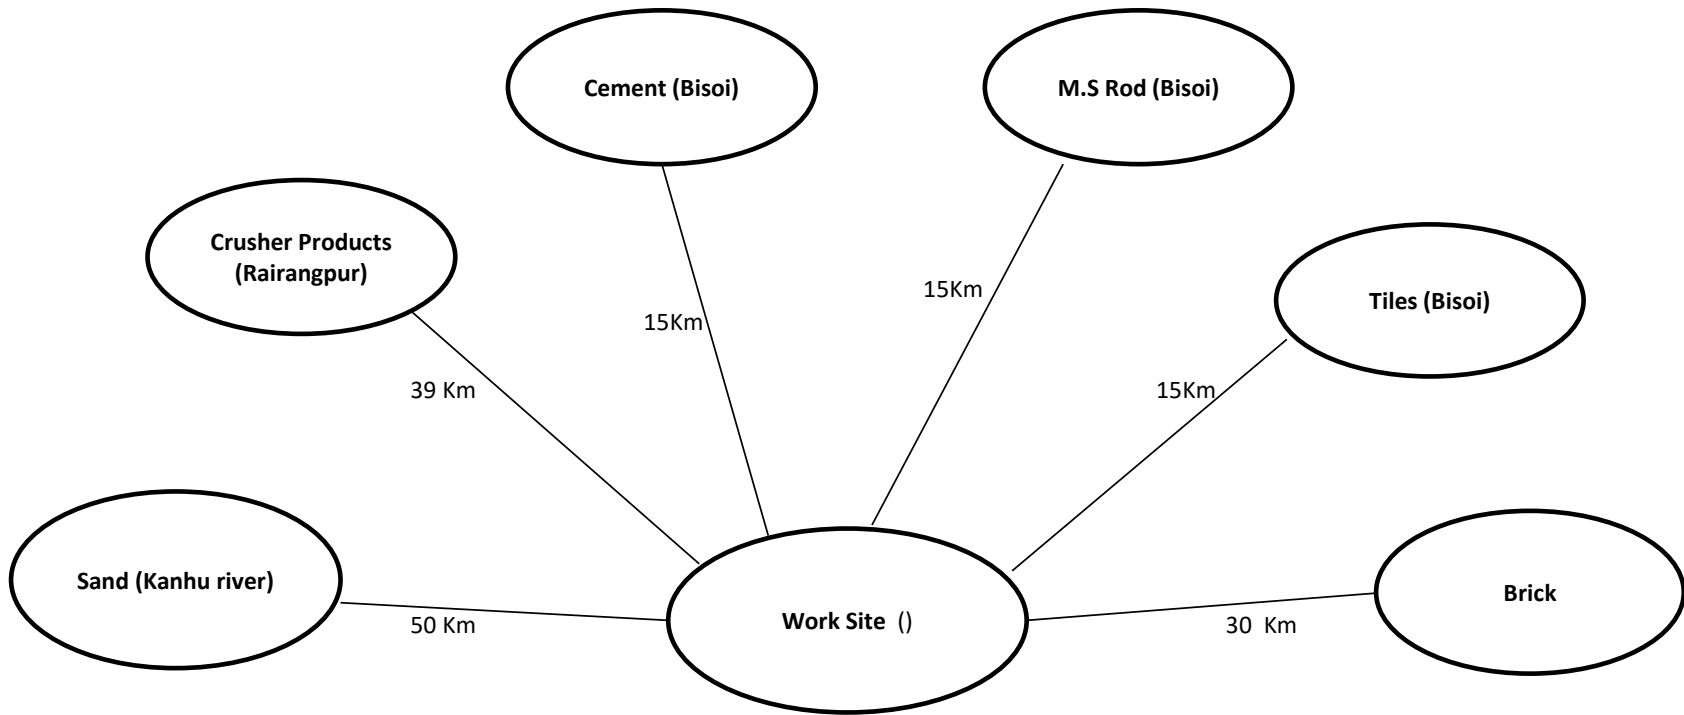 Cement (Bisoi)
M.S Rod (Bisoi)
Crusher Products
(Rairangpur)
Tiles (Bisoi)
15Km
15Km
39 Km
15Km
Sand (Kanhu river)
Brick
Work Site ()
50 Km
30 Km